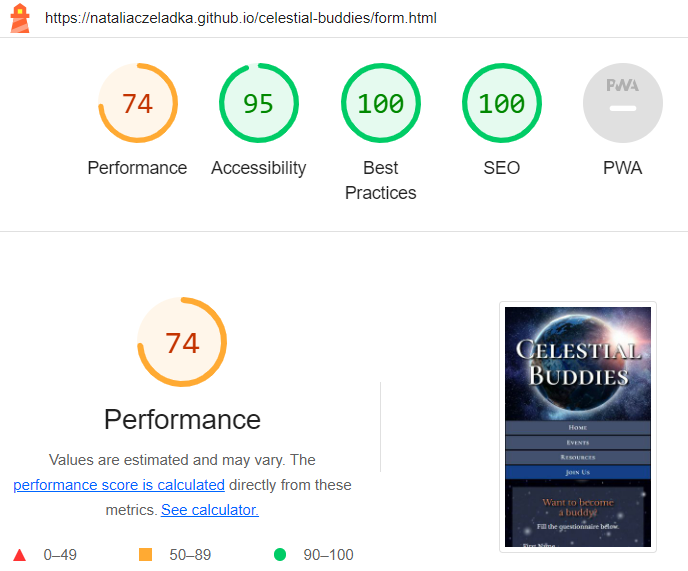 https://nataliaczeladka.github.io/celestial-buddies/form.html
74
95
100
100
PWA
Performance
Accessibility
Best
Practices
SEO
PWA
74
Performance
Values are estimated and may vary. The
performance score is calculated directly from these
metrics. See calculator.
0–49
50–89
90–100
CELESTIAL
BUDDIES
HOME
EVENTS
RESOURCES
JOIN US
Want to become
a buddy?
Fill the questionnaire below.
First Name